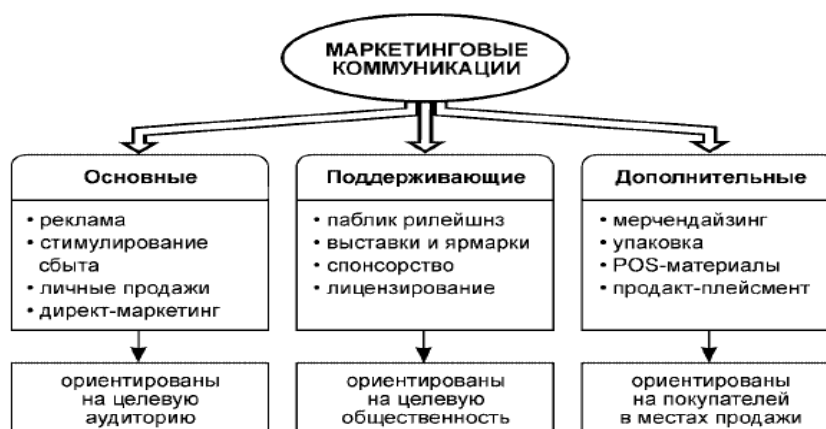 МАРКЕТИНГОВЫЕ
КОММУНИКАЦИИ
Основные
• реклама
• стимулирование
сбыта
• личные продажи
• директ-маркетинг
ориентированы
на целевую
аудиторию
Поддерживающие
• паблик рилейшнз
• выставки и ярмарки
• спонсорство
• лицензирование
ориентированы
на целевую
общественность
Дополнительные
• мерчендайзинг
• упаковка
• POS-материалы
• продакт-плейсмент
ориентированы
на покупателей
в местах продажи